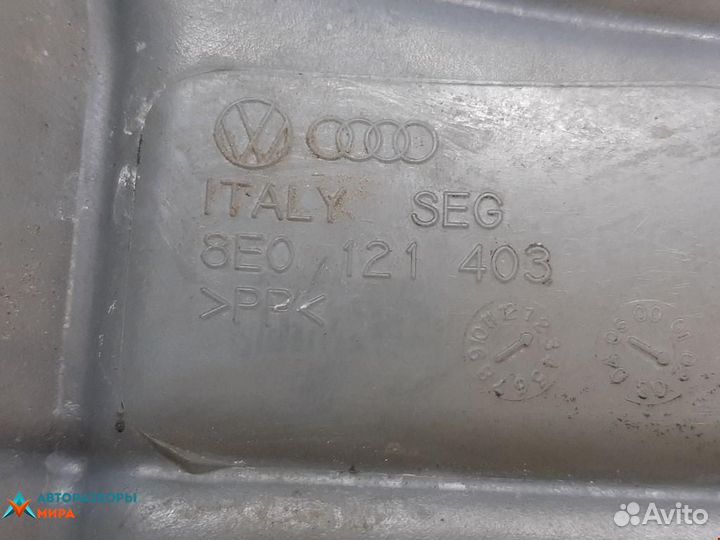 ITALY SEG
8E0 121 403
>PP<
АВТОРАЗБОРЫ
МИРА
Avito